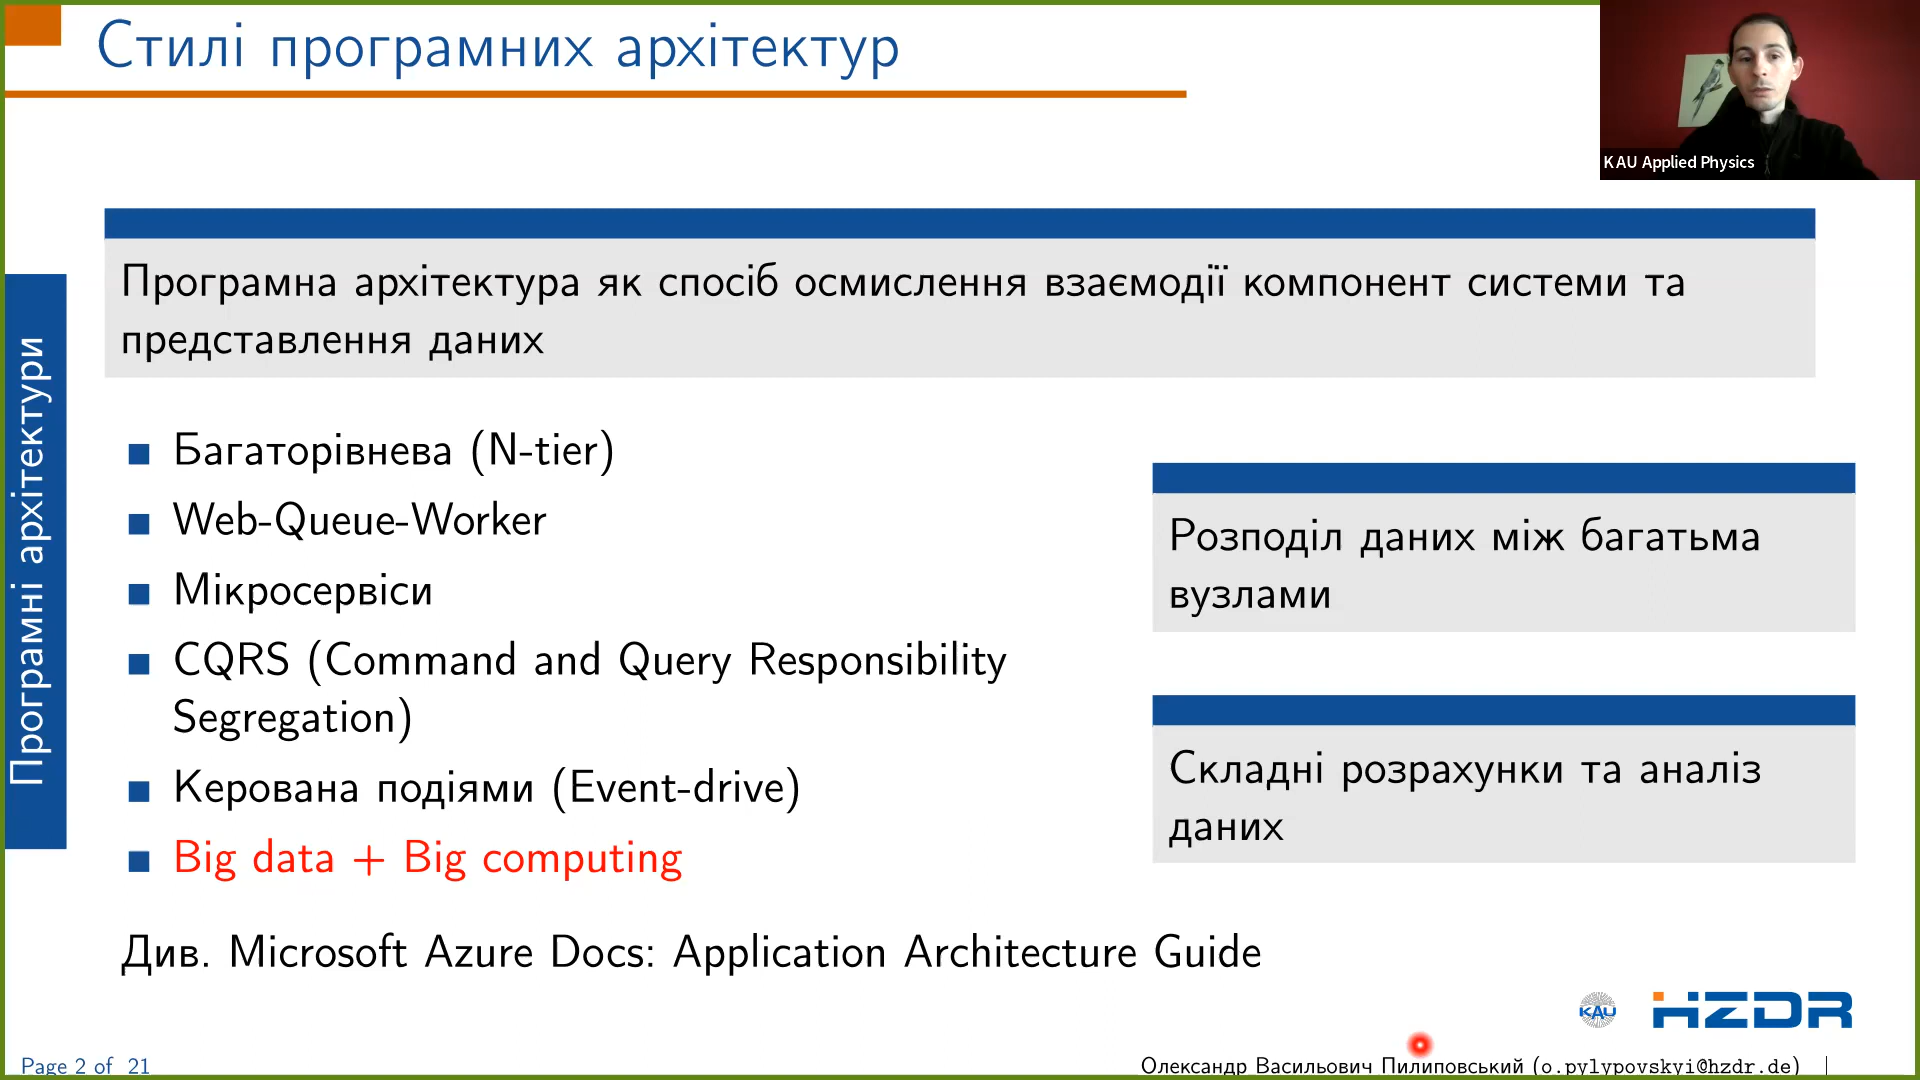 Стилі програмних архітектур
KAU Applied Physics
Програмні архітектури
Програмна архітектура як спосіб осмислення взаємодії компонент системи та
представлення даних
Багаторівнева (N-tier)
Web-Queue-Worker
Мікросервіси
CQRS (Command and Query Responsibility
Segregation)
Керована подіями (Event-drive)
Big data + Big computing
Розподіл даних між багатьма
вузлами
Складні розрахунки та аналіз
даних
Див. Microsoft Azure Docs: Application Architecture Guide
KAU
HZDR
Page 2 of 21
Олександр Васильович Пилиповський (o.pylypovskyi@hzdr.de)